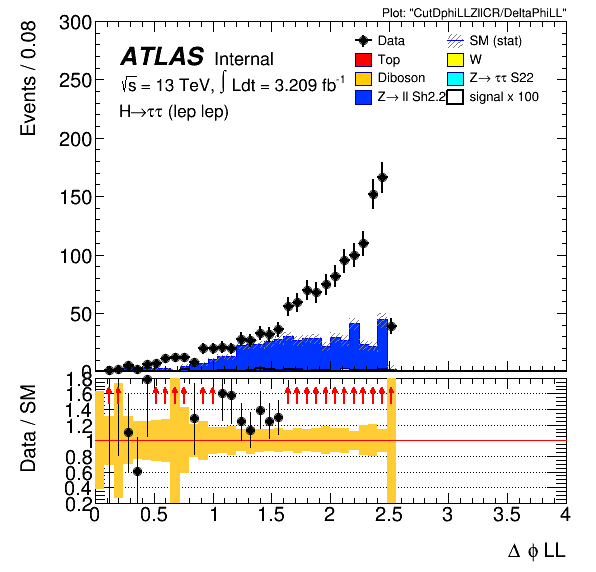 Plot: "CutDphiLLZllCR/DeltaPhiLL"
Events / 0.08
300
250
200
150
100
50
0
ATLAS Internal
√s = 13 TeV, ∫ Ldt = 3.209 fb-1
H→ττ (lep lep)
Data
SM (stat)
Top
W
Diboson
Z→ ττ S22
Z→ ll Sh2.2
signal x 100
Data / SM
1.8
1.6
1.4
1.2
1
0.8
0.6
0.4
0.2
0 0.5 1 1.5 2 2.5 3 3.5 4
Δ ϕ LL